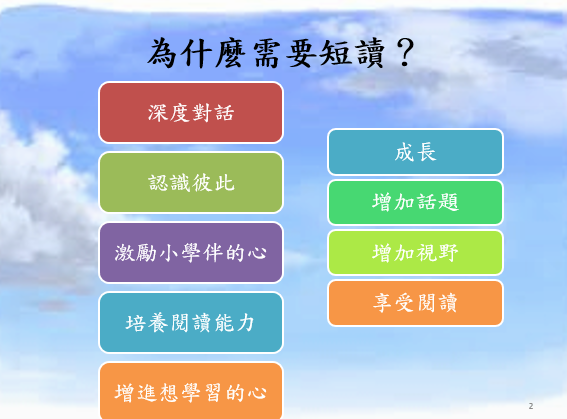 為什麼需要短讀？
深度對話
認識彼此
激勵小學伴的心
培養閱讀能力
增進想學習的心
成長
增加話題
增加視野
享受閱讀
2